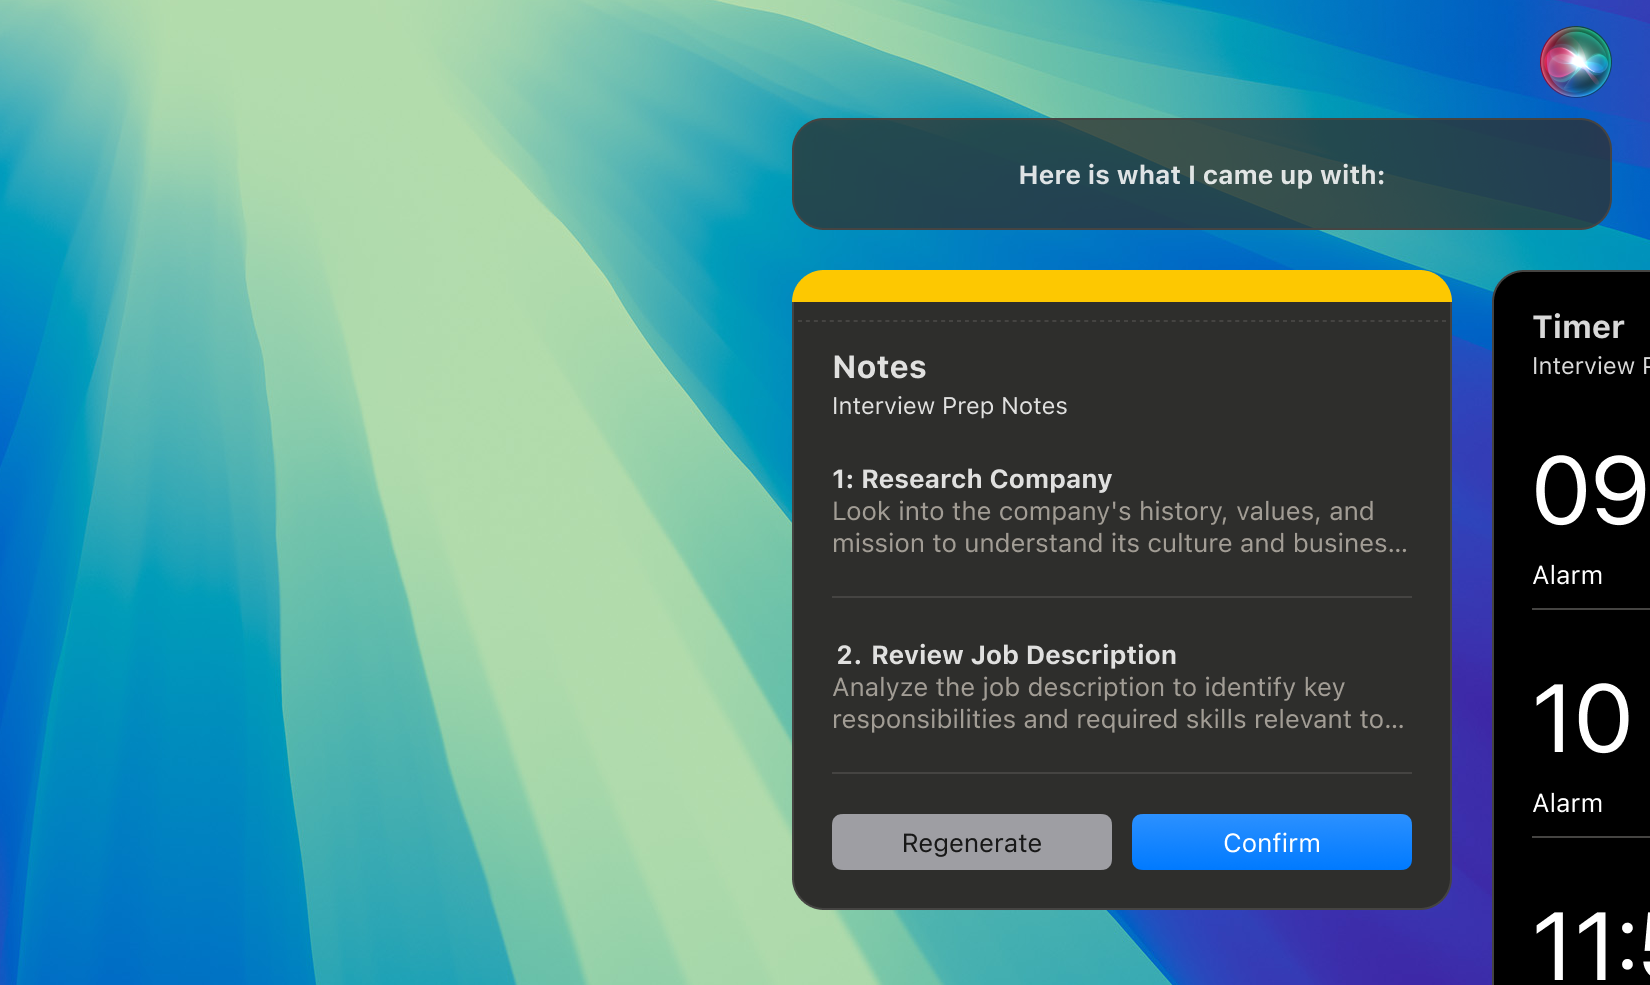 Here is what I came up with:
Notes
Interview Prep Notes
1: Research Company
Look into the company's history, values, and
mission to understand its culture and busines...
2. Review Job Description
Analyze the job description to identify key
responsibilities and required skills relevant to...
Regenerate
Confirm
Timer
Interview
09
Alarm
10
Alarm
11:5